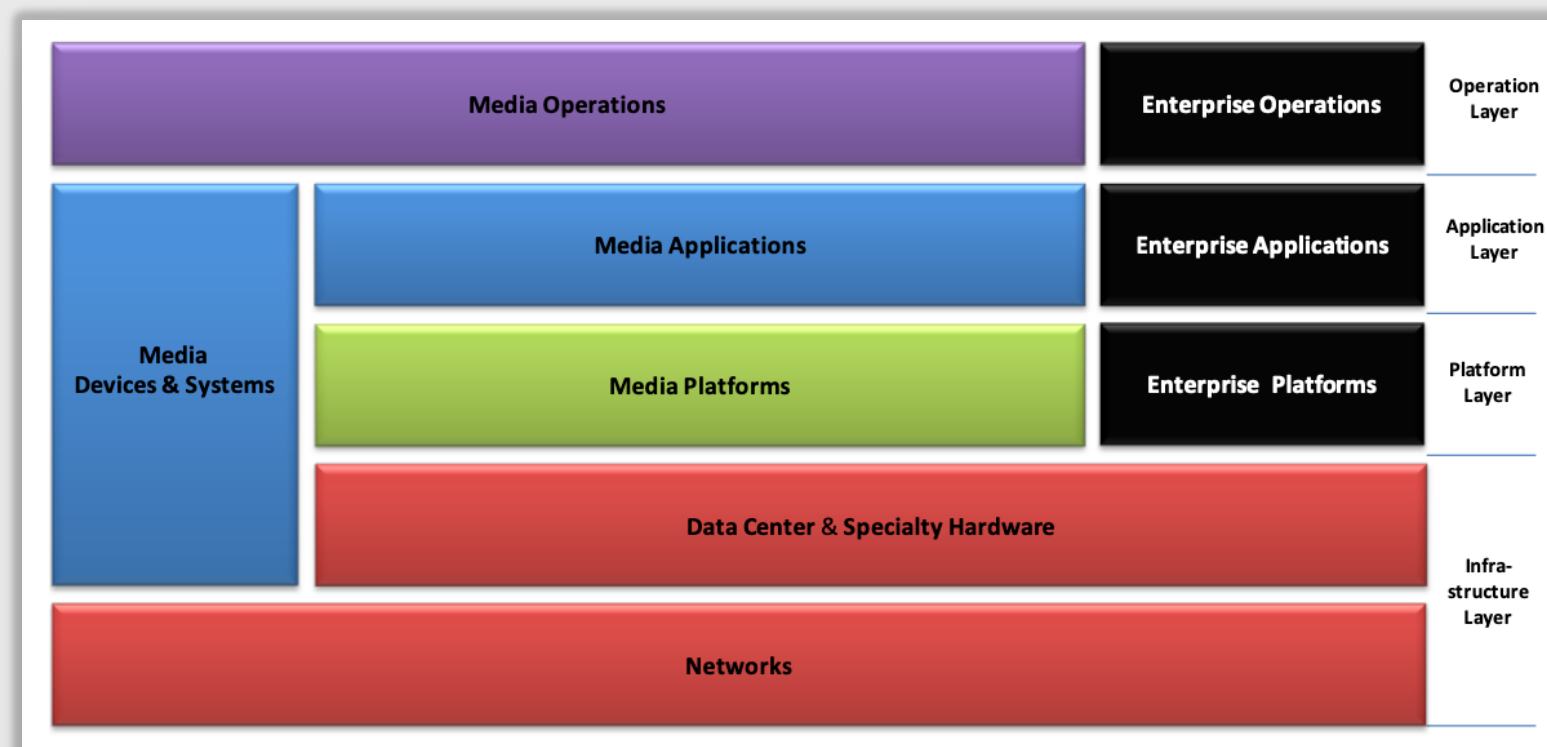 Media Operations
Enterprise Operations
Operation
Layer
Media Applications
Enterprise Applications
Application
Layer
Media
Devices & Systems
Media Platforms
Enterprise Platforms
Platform
Layer
Data Center & Specialty Hardware
Infra-
structure
Layer
Networks